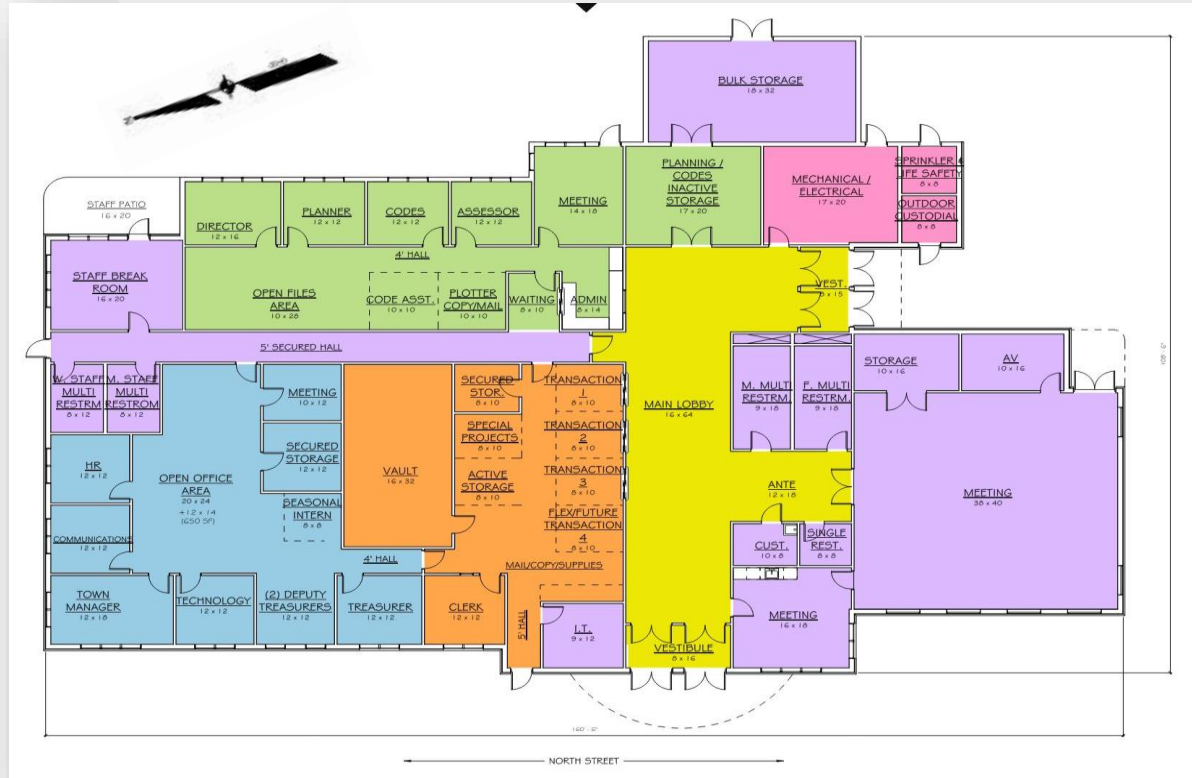 BULK STORAGE
18 x 32
PLANNING /
CODES
INACTIVE
STORAGE
17 x 20
MECHANICAL /
ELECTRICAL
17 x 20
SPRINKLER &
LIFE SAFETY
8 x 8
OUTDOOR
CUSTODIAL
8 x 8
STAFF PATIO
16 x 20
DIRECTOR
12 x 16
PLANNER
12 x 12
CODES
12 x 12
ASSESSOR
12 x 12
MEETING
14 x 18
4' HALL
STAFF BREAK
ROOM
16 x 20
OPEN FILES
AREA
10 x 28
CODE ASST.
10 x 10
PLOTTER
COPY/MAIL
10 x 10
WAITING
8 x 10
ADMIN
8 x 14
VEST.
8 x 15
5' SECURED HALL
W. STAFF
MULTI
RESTRM
8 x 12
M. STAFF
MULTI
RESTROM
8 x 12
MEETING
10 x 12
SECURED
STORAGE
12 x 12
SEASONAL
INTERN
8 x 8
VAULT
16 x 32
SECURED
STOR.
8 x 10
SPECIAL
PROJECTS
8 x 10
ACTIVE
STORAGE
8 x 10
TRANSACTION
1
8 x 10
TRANSACTION
2
8 x 10
TRANSACTION
3
8 x 10
FLEX/FUTURE
TRANSACTION
4
8 x 10
MAIL/COPY/SUPPLIES
MAIN LOBBY
16 x 64
M. MULTI
RESTRM.
9 x 18
F. MULTI
RESTRM.
9 x 18
STORAGE
10 x 16
AV
10 x 16
MEETING
38 x 40
ANTE
12 x 18
CUST.
10 x 8
SINGLE
REST.
8 x 8
MEETING
16 x 18
HR
12 x 12
OPEN OFFICE
AREA
20 x 24
+12 x 14
(650 SF)
COMMUNICATIONS
12 x 12
4' HALL
TOWN
MANAGER
12 x 18
TECHNOLOGY
12 x 12
(2) DEPUTY
TREASURERS
12 x 12
TREASURER
12 x 12
CLERK
12 x 12
5' HALL
I.T.
9 x 12
VESTIBULE
8 x 16
NORTH STREET